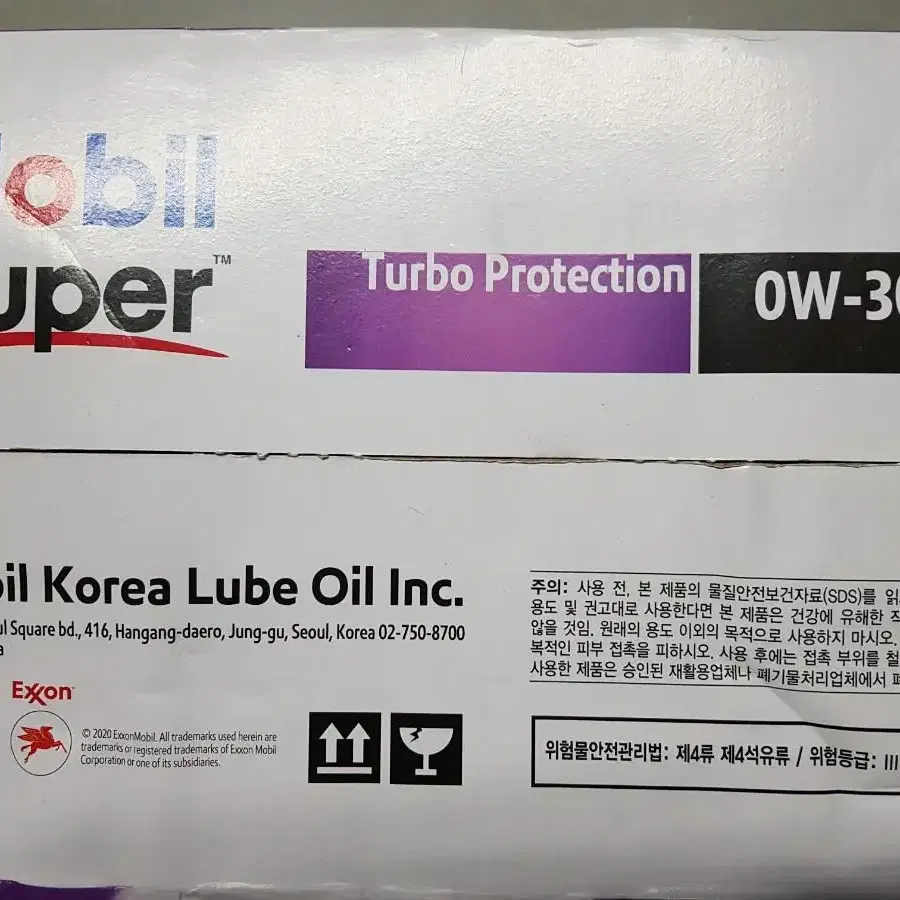 obil
uper™
Turbo Protection
0W-30
il Korea Lube Oil Inc.
ul Square bd., 416, Hangang-daero, Jung-gu, Seoul, Korea 02-750-8700
a
Exxon
© 2020 ExxonMobil. All trademarks used herein are
trademarks or registered trademarks of Exxon Mobil
Corporation or one of its subsidiaries.
주의: 사용 전, 본 제품의 물질안전보건자료(SDS)를 읽
용도 및 권고대로 사용한다면 본 제품은 건강에 유해한
않을 것임. 원래의 용도 이외의 목적으로 사용하지 마시오.
복적인 피부 접촉을 피하시오. 사용 후에는 접촉 부위를 철
사용한 제품은 승인된 재활용업체나 폐기물처리업체에서
위험물안전관리법: 제4류 제4석유류 / 위험등급: III